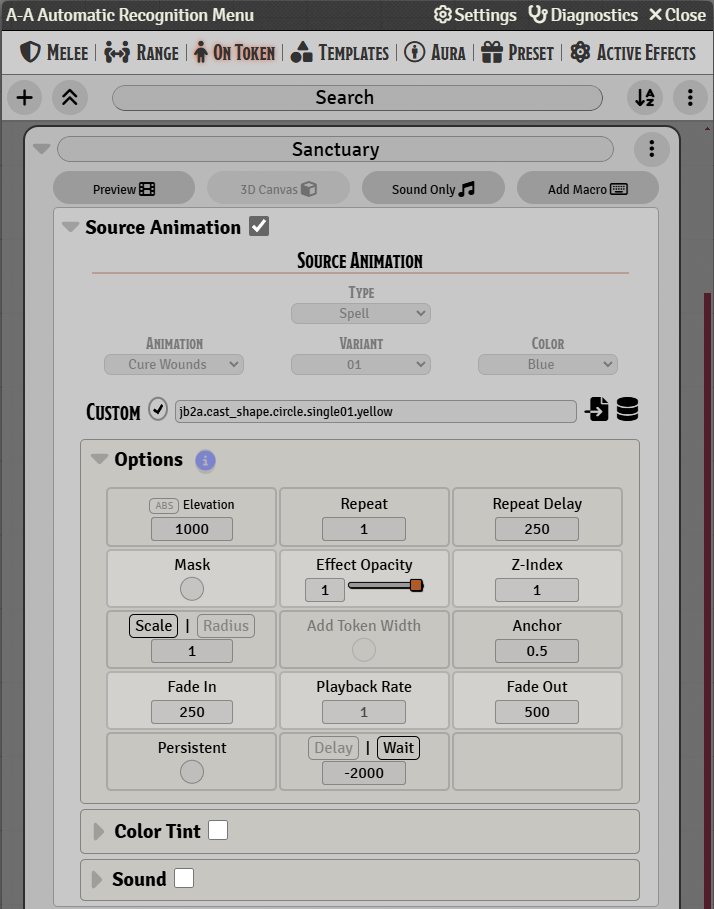 A-A Automatic Recognition Menu Settings Diagnostics Close
Melee Range On Token Templates Aura Preset Active Effects
Search
Sanctuary
Preview 3D Canvas Sound Only Add Macro
Source Animation
Source Animation
Type
Spell
Animation Variant Color
Cure Wounds 01 Blue
Custom jb2a.cast_shape.circle.single01.yellow
Options i
ABS Elevation Repeat Repeat Delay
1000 1 250
Mask Effect Opacity Z-Index
1 1
Scale | Radius Add Token Width Anchor
1 0.5
Fade In Playback Rate Fade Out
250 1 500
Persistent Delay | Wait
-2000
Color Tint
Sound